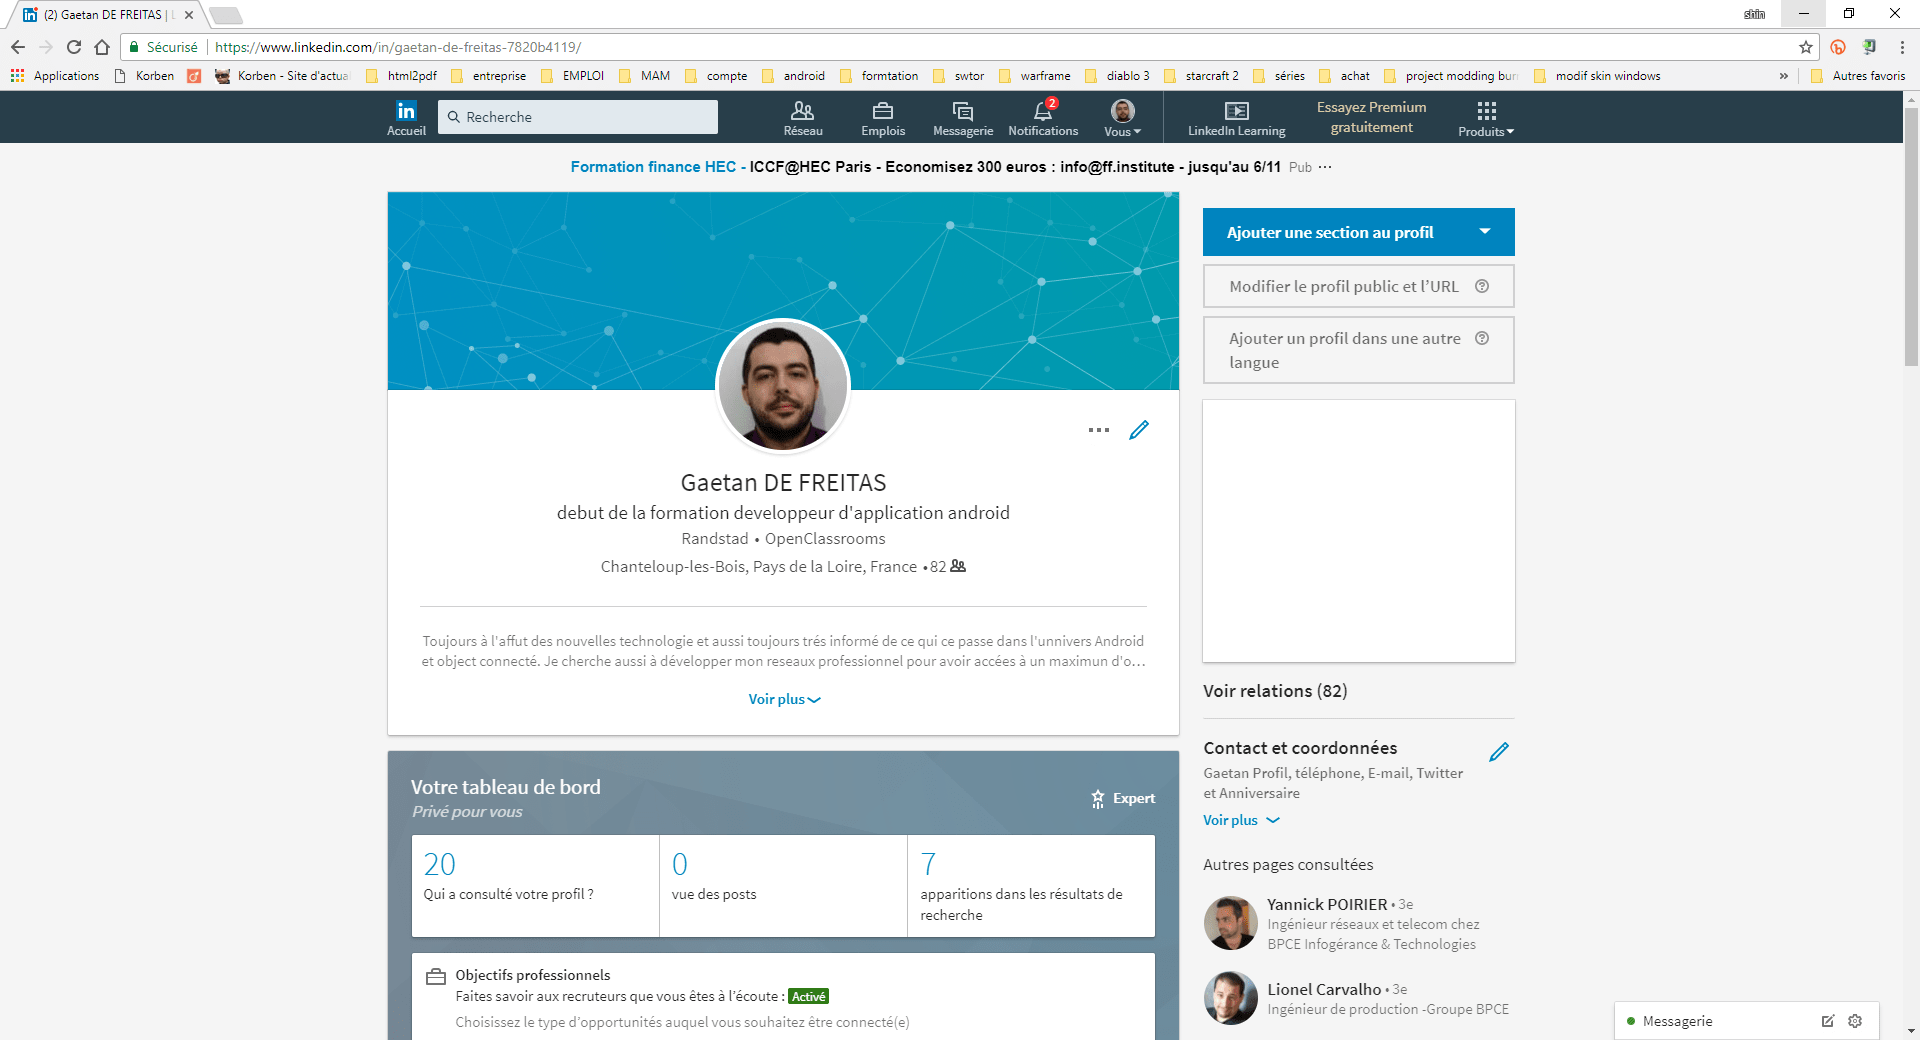 (2) Gaetan DE FREITAS | L
shin
Sécurisé
https://www.linkedin.com/in/gaetan-de-freitas-7820b4119/
Applications
Korben
Korben - Site d'actua
html2pdf
entreprise
EMPLOI
MAM
compte
android
formtation
swtor
warframe
diablo 3
starcraft 2
séries
achat
project modding bur
modif skin windows
»
Autres favoris
in
Accueil
Recherche
Réseau
Emplois
Messagerie
2
Notifications
Vous
LinkedIn Learning
Essayez Premium
gratuitement
Produits
Formation finance HEC - ICCF@HEC Paris - Economisez 300 euros : info@ff.institute - jusqu'au 6/11 Pub ···
Gaetan DE FREITAS
debut de la formation developpeur d'application android
Randstad • OpenClassrooms
Chanteloup-les-Bois, Pays de la Loire, France • 82
Toujours à l'affut des nouvelles technologie et aussi toujours trés informé de ce qui ce passe dans l'unnivers Android
et object connecté. Je cherche aussi à développer mon reseaux professionnel pour avoir accées à un maximun d'o…
Voir plus
Votre tableau de bord
Privé pour vous
Expert
20
Qui a consulté votre profil ?
0
vue des posts
7
apparitions dans les résultats de
recherche
Objectifs professionnels
Faites savoir aux recruteurs que vous êtes à l’écoute : Activé
Choisissez le type d’opportunités auquel vous souhaitez être connecté(e)
Ajouter une section au profil
Modifier le profil public et l’URL
Ajouter un profil dans une autre
langue
Voir relations (82)
Contact et coordonnées
Gaetan Profil, téléphone, E-mail, Twitter
et Anniversaire
Voir plus
Autres pages consultées
Yannick POIRIER • 3e
Ingénieur réseaux et telecom chez
BPCE Infogérance & Technologies
Lionel Carvalho • 3e
Ingénieur de production -Groupe BPCE
Messagerie